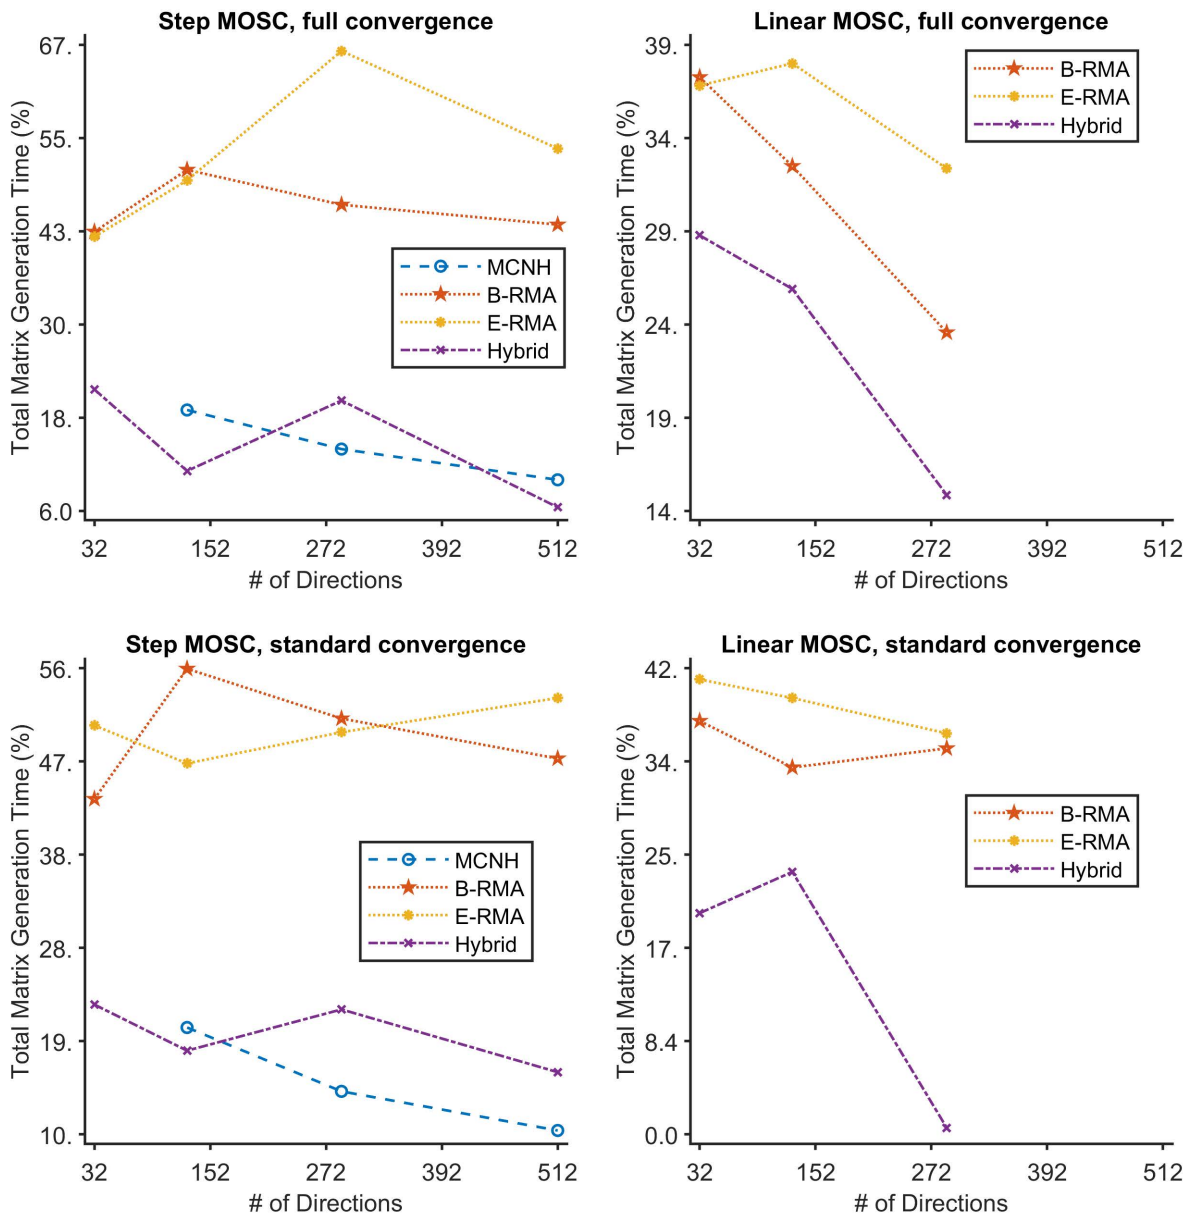 Step MOSC, full convergence
Total Matrix Generation Time (%)
67.
55.
43.
30.
18.
6.0
MCNH
B-RMA
E-RMA
Hybrid
32 152 272 392 512
# of Directions
Linear MOSC, full convergence
Total Matrix Generation Time (%)
39.
34.
29.
24.
19.
14.
B-RMA
E-RMA
Hybrid
32 152 272 392 512
# of Directions
Step MOSC, standard convergence
Total Matrix Generation Time (%)
56.
47.
38.
28.
19.
10.
MCNH
B-RMA
E-RMA
Hybrid
32 152 272 392 512
# of Directions
Linear MOSC, standard convergence
Total Matrix Generation Time (%)
42.
34.
25.
17.
8.4
0.0
B-RMA
E-RMA
Hybrid
32 152 272 392 512
# of Directions